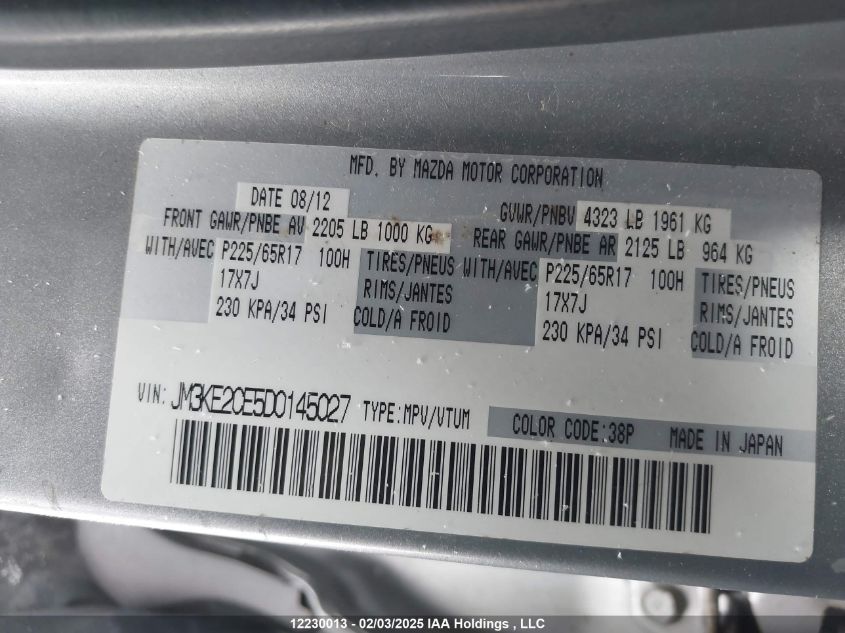 MFD. BY MAZDA MOTOR CORPORATION
DATE 08/12 GVWR/PNBV 4323 LB 1961 KG
FRONT GAWR/PNBE AV 2205 LB 1000 KG REAR GAWR/PNBE AR 2125 LB 964 KG
WITH/AVEC P225/65R17 100H TIRES/PNEUS WITH/AVEC P225/65R17 100H TIRES/PNEUS
17X7J RIMS/JANTES 17X7J RIMS/JANTES
230 KPA/34 PSI COLD/A FROID 230 KPA/34 PSI COLD/A FROID
VIN: JM3KE2CE5D0145027 TYPE:MPV/VTUM COLOR CODE:38P MADE IN JAPAN
12230013 - 02/03/2025 IAA Holdings , LLC